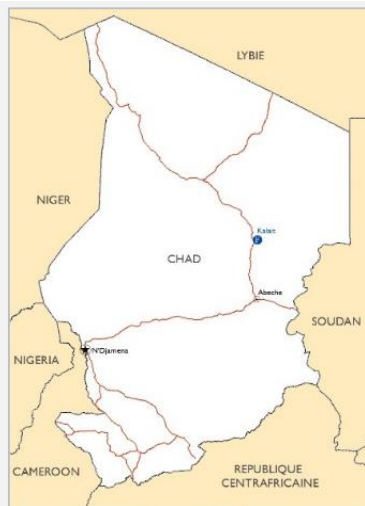 LYBIE
NIGER
Kalait
F
CHAD
Abeche
SOUDAN
N'Djamena
NIGERIA
CAMEROON
REPUBLIQUE
CENTRAFRICAINE